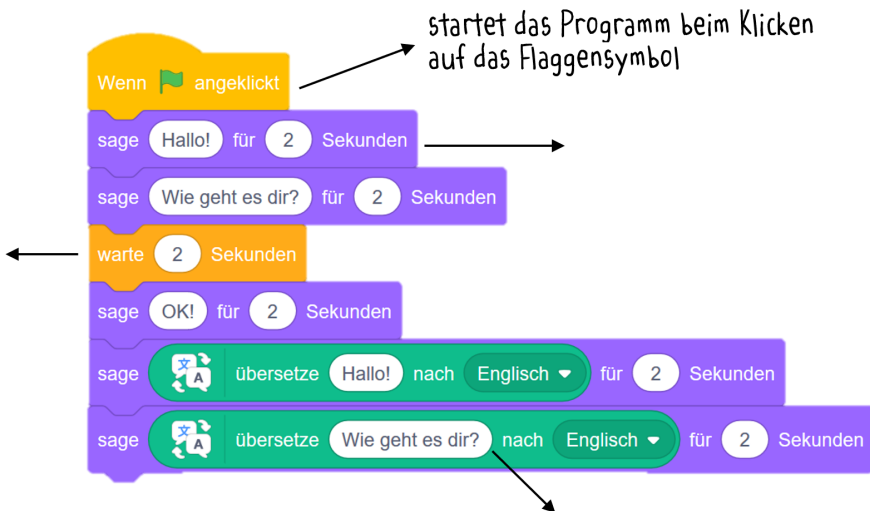 startet das Programm beim Klicken
auf das Flaggensymbol
Wenn angeklickt
sage Hallo! für 2 Sekunden
sage Wie geht es dir? für 2 Sekunden
warte 2 Sekunden
sage OK! für 2 Sekunden
sage 文 A übersetze Hallo! nach Englisch für 2 Sekunden
sage 文 A übersetze Wie geht es dir? nach Englisch für 2 Sekunden